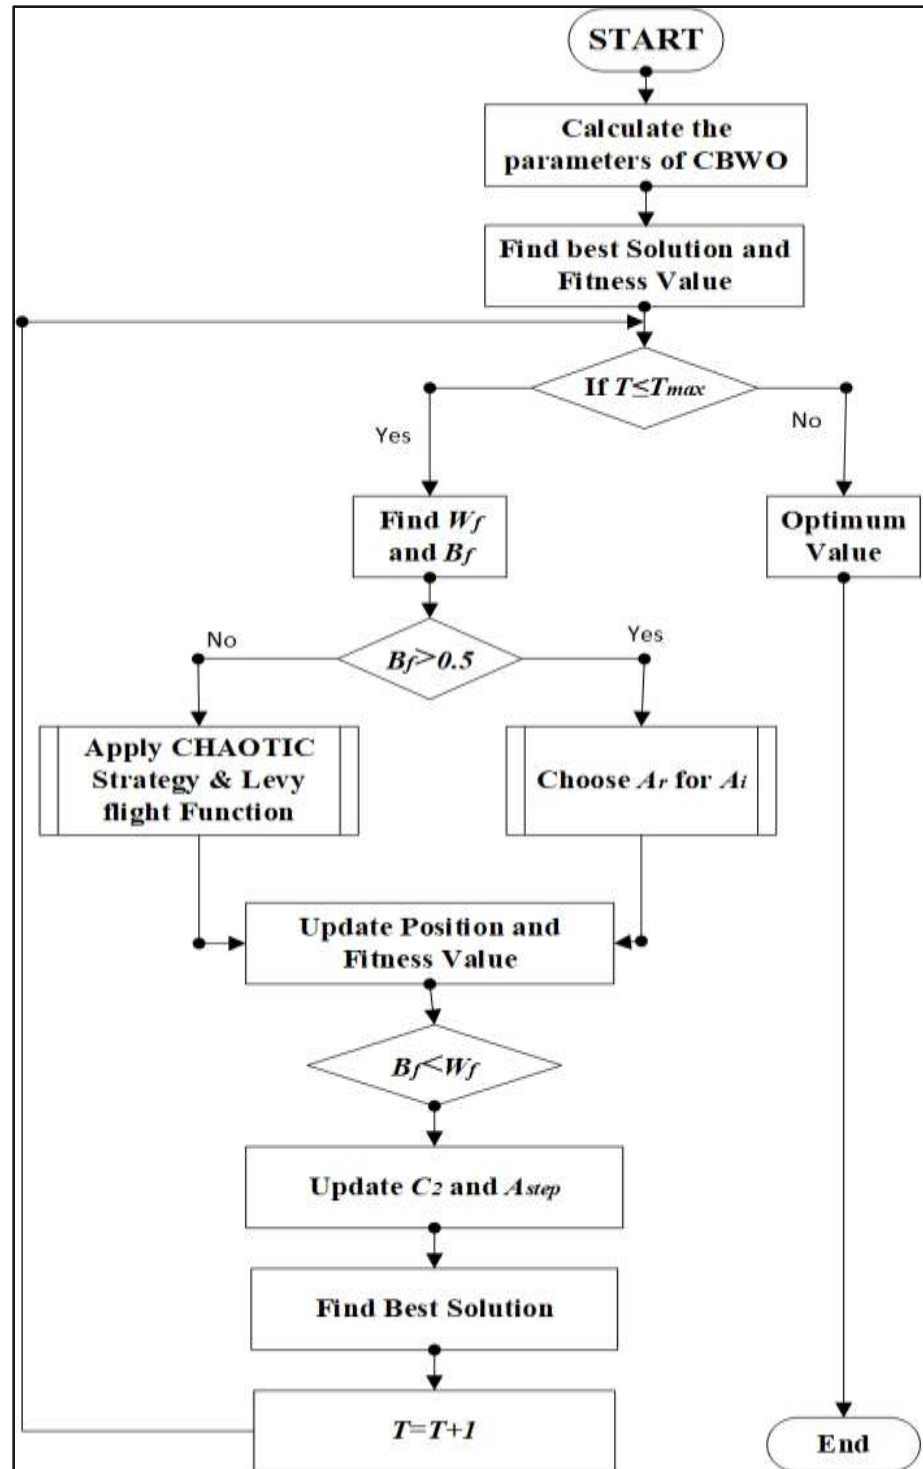 START
Calculate the
parameters of CBWO
Find best Solution and
Fitness Value
If T≤Tmax
Yes
No
Find Wf
and Bf
Optimum
Value
No
Yes
Bf>0.5
Apply CHAOTIC
Strategy & Levy
flight Function
Choose Ar for Ai
Update Position and
Fitness Value
Bf<Wf
Update C2 and Astep
Find Best Solution
T=T+1
End